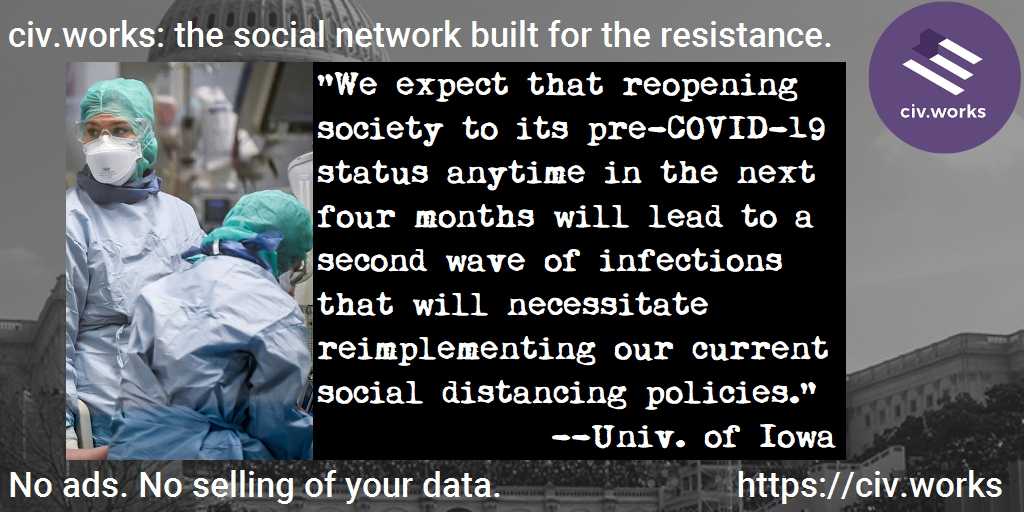 civ.works: the social network built for the resistance.
civ.works
"We expect that reopening
society to its pre-COVID-19
status anytime in the next
four months will lead to a
second wave of infections
that will necessitate
reimplementing our current
social distancing policies."
--Univ. of Iowa
No ads. No selling of your data.
https://civ.works